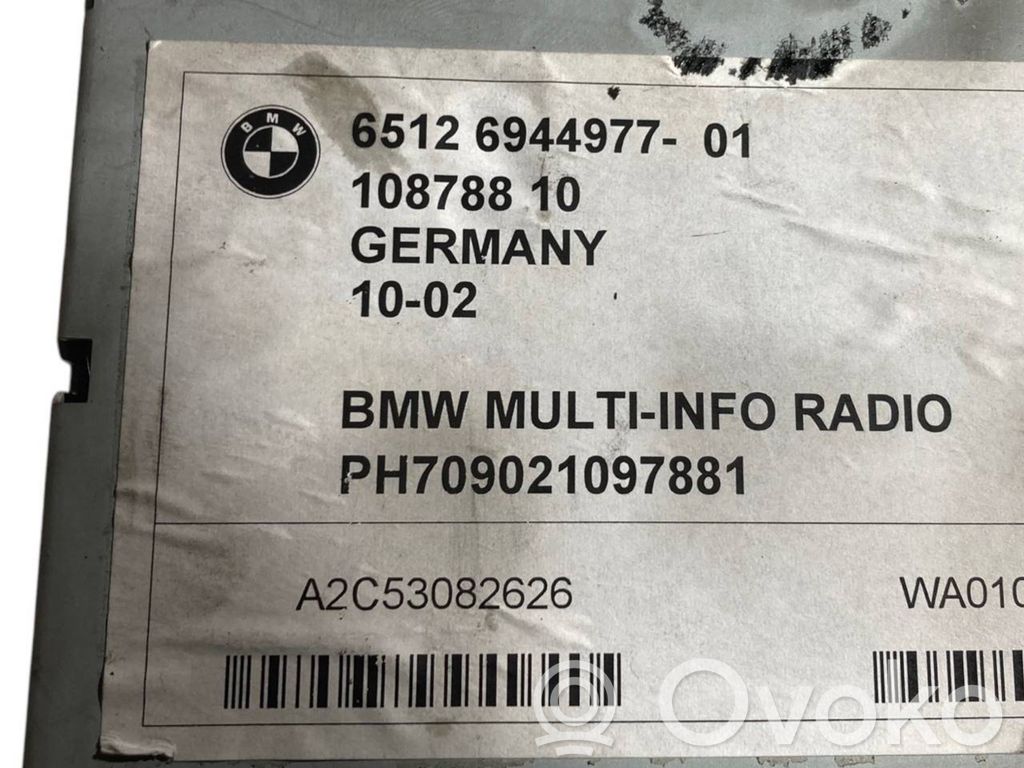 BMW
6512 6944977- 01
108788 10
GERMANY
10-02
BMW MULTI-INFO RADIO
PH709021097881
A2C53082626 WA010
Ovoko